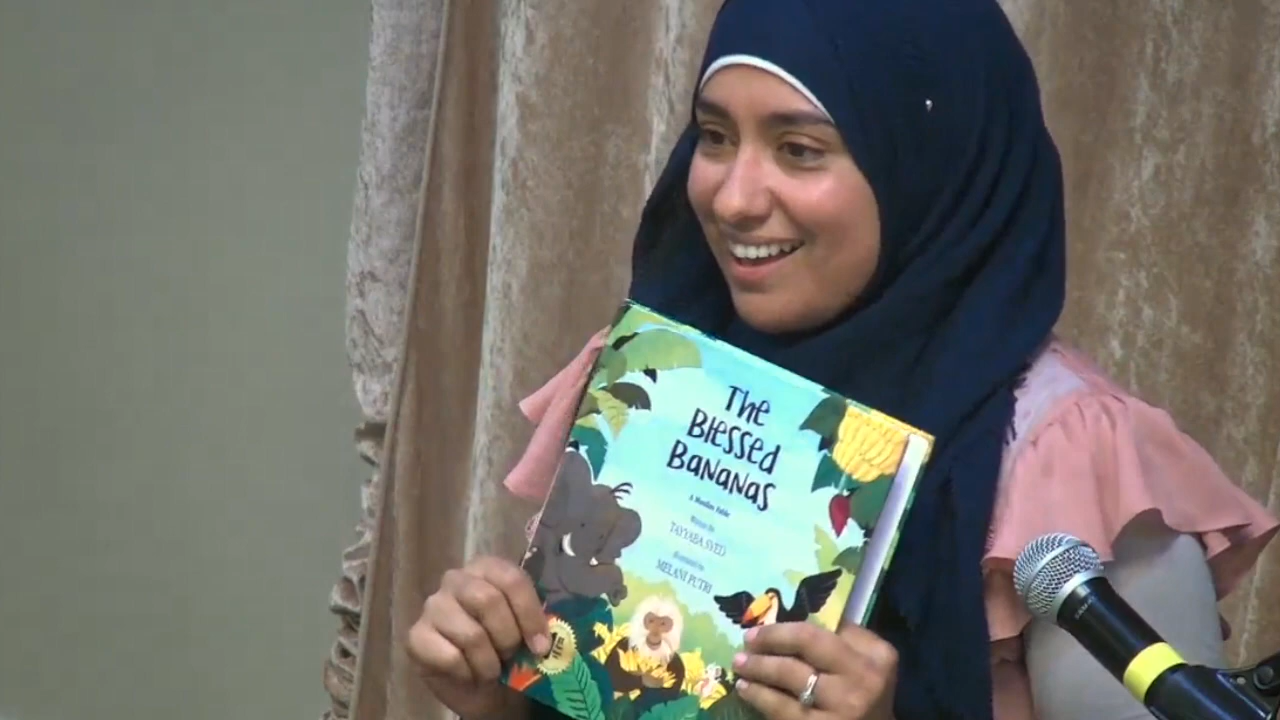 The
Blessed
Bananas
A Muslim Fable
Written by
TAYYABA SYED
Illustrated by
MELANI PUTRI